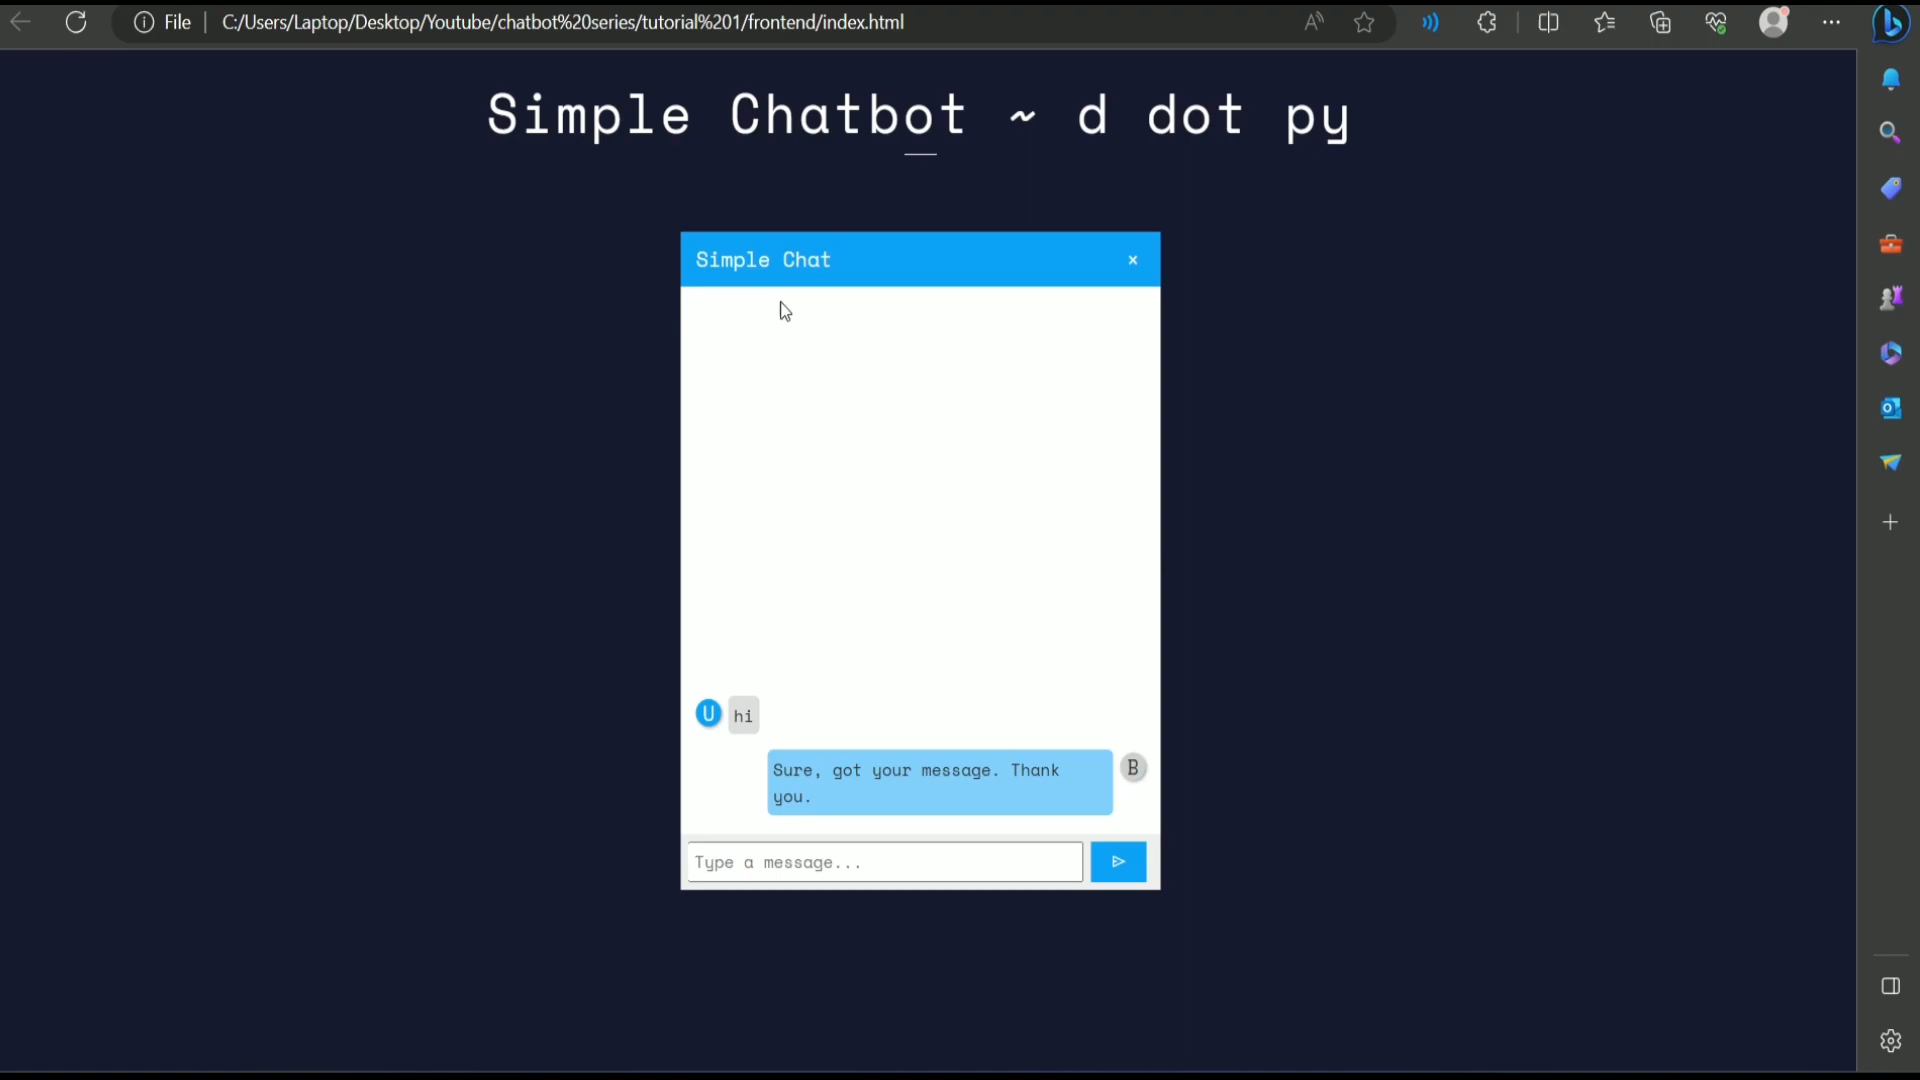 File
C:/Users/Laptop/Desktop/Youtube/chatbot%20series/tutorial%201/frontend/index.html
Simple Chatbot ~ d dot py
Simple Chat ×
U hi
Sure, got your message. Thank
you.
B
Type a message...